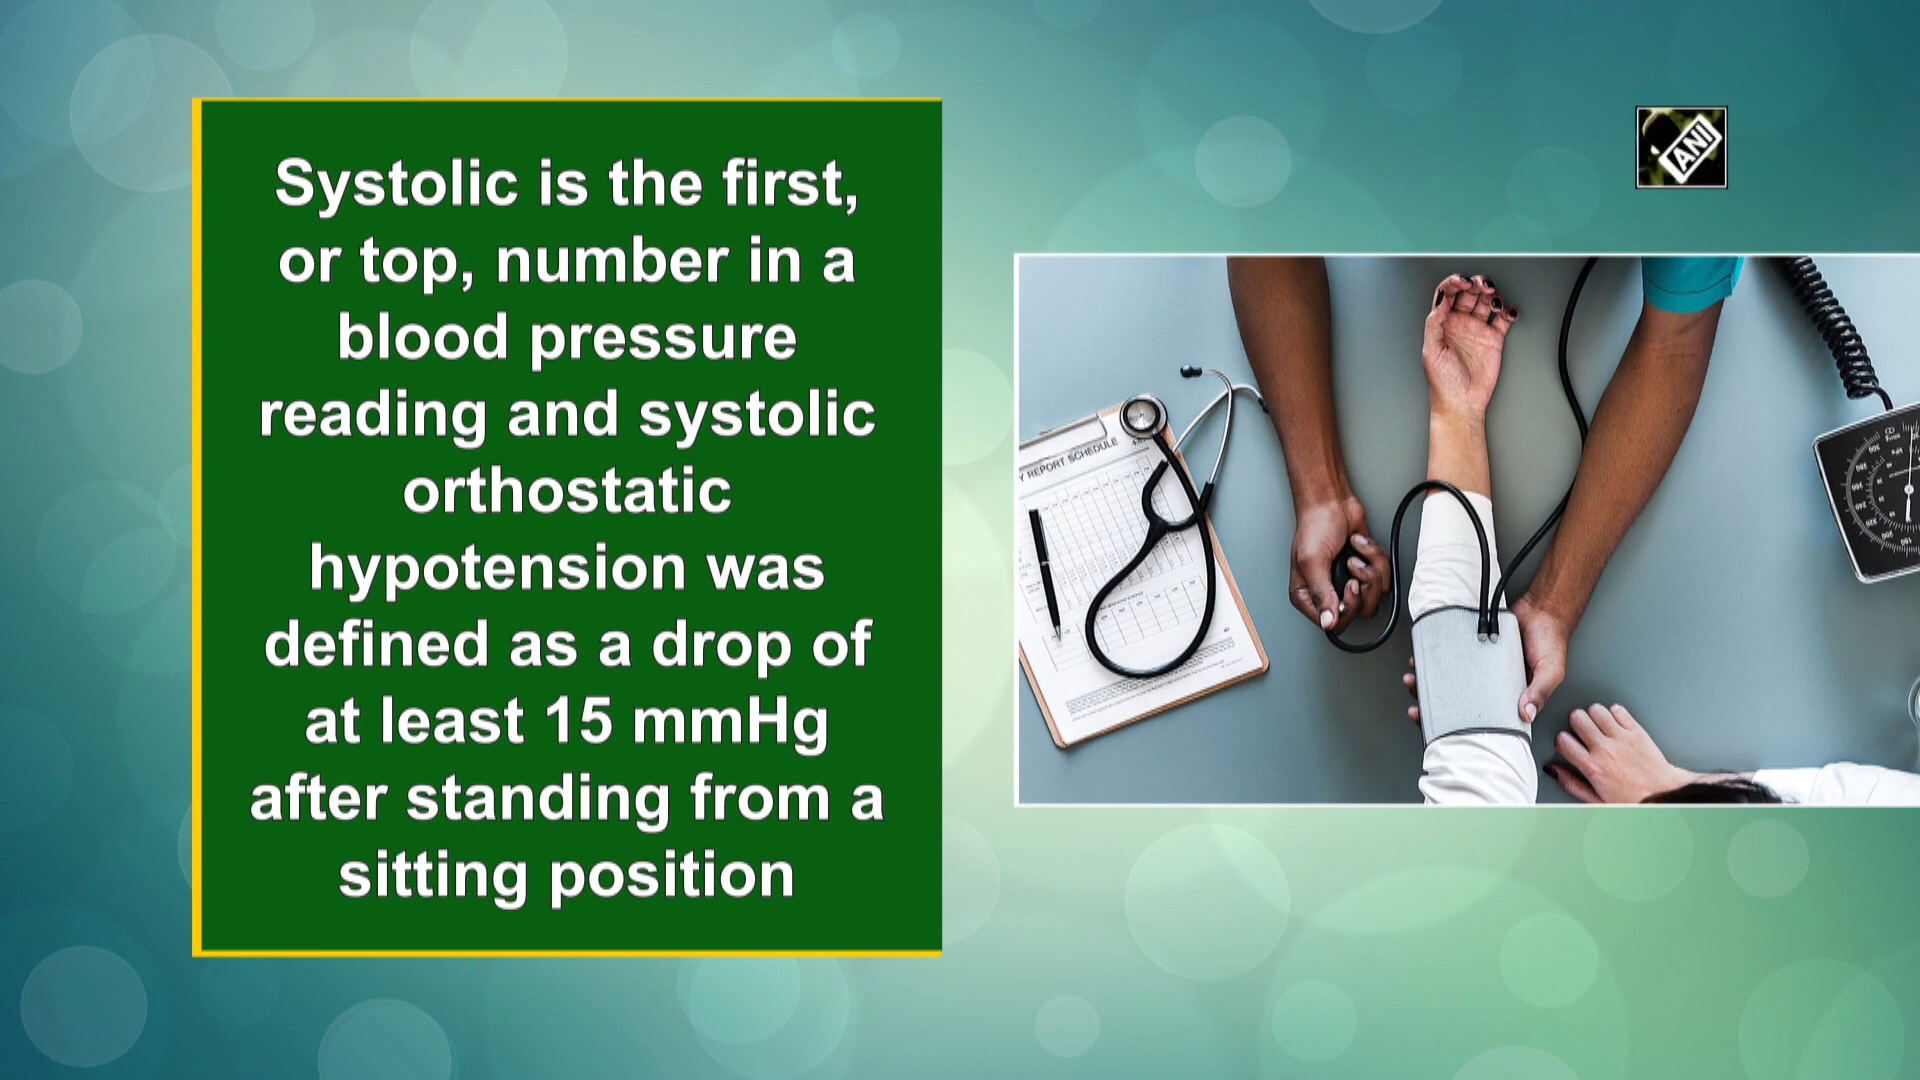 Systolic is the first,
or top, number in a
blood pressure
reading and systolic
orthostatic
hypotension was
defined as a drop of
at least 15 mmHg
after standing from a
sitting position
ANI
Y REPORT SCHEDULE